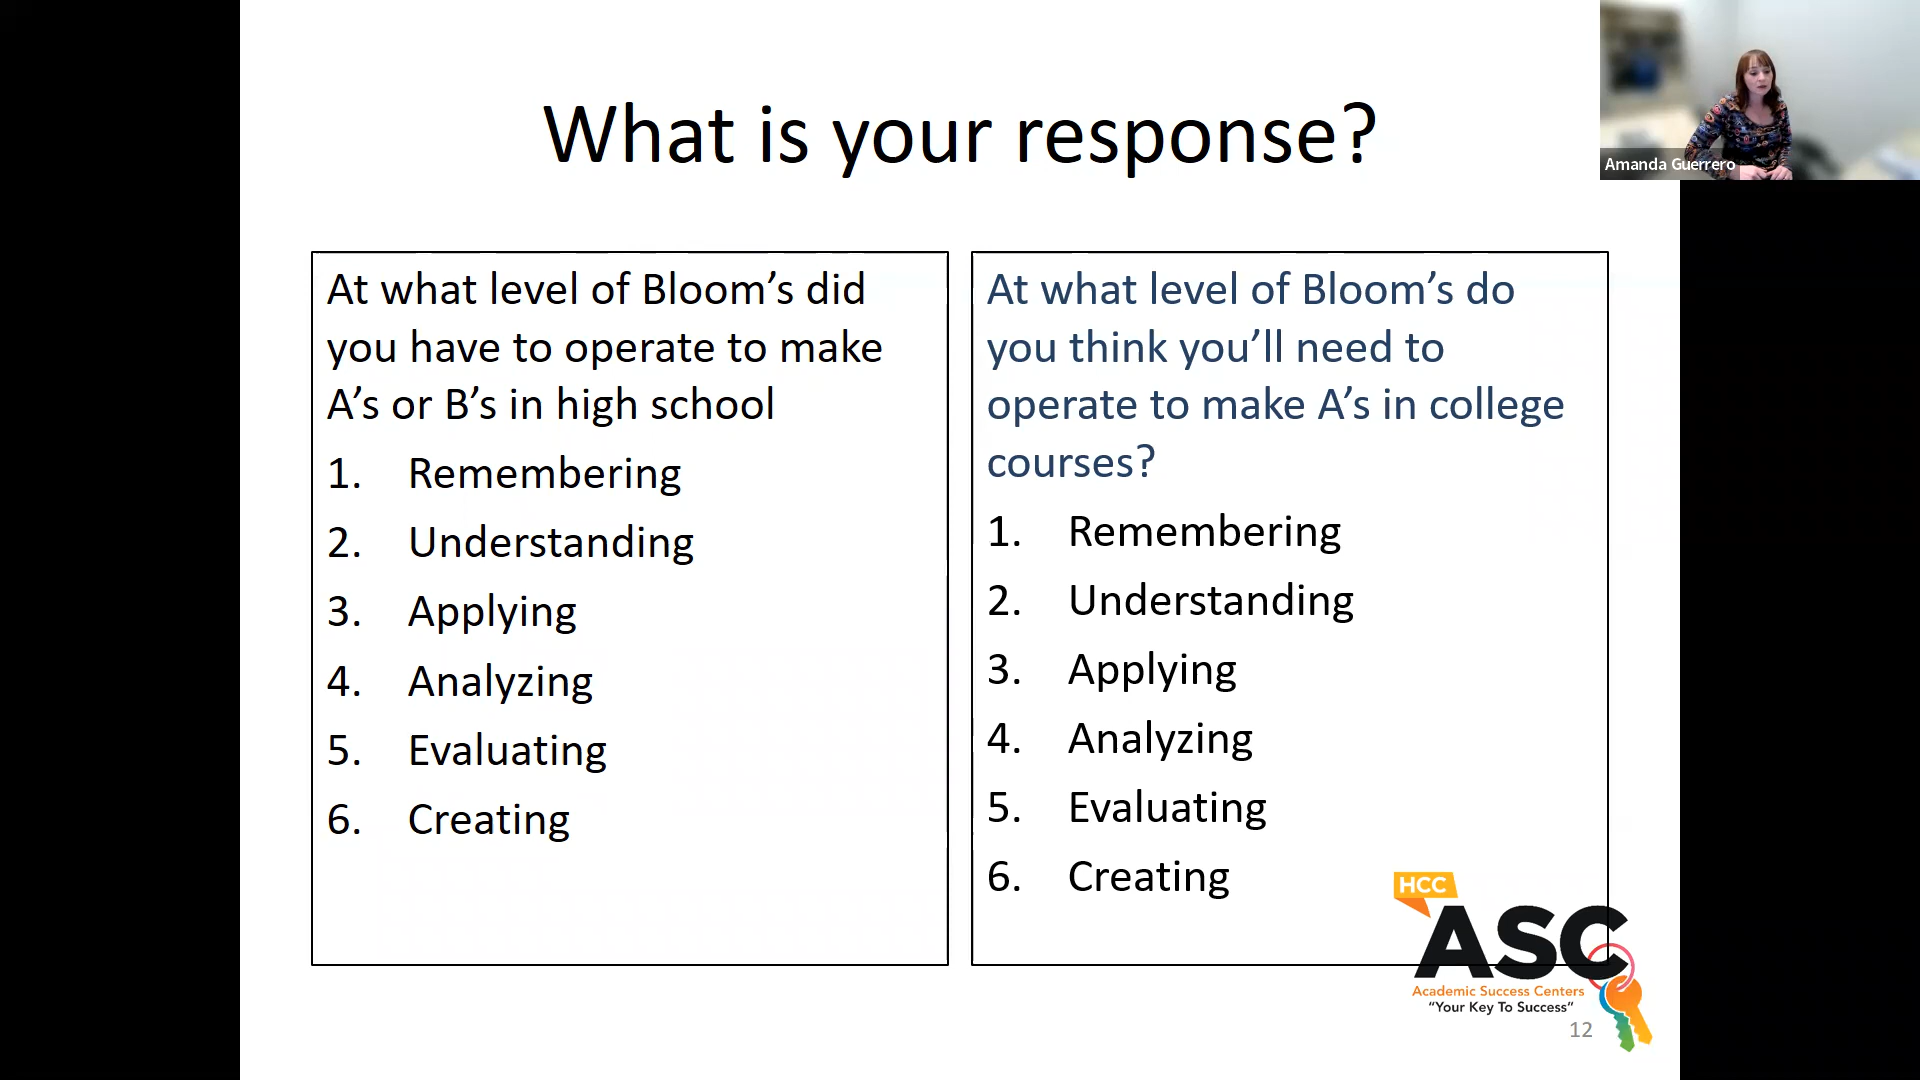 What is your response?
Amanda Guerrero
At what level of Bloom’s did
you have to operate to make
A’s or B’s in high school
1. Remembering
2. Understanding
3. Applying
4. Analyzing
5. Evaluating
6. Creating
At what level of Bloom’s do
you think you’ll need to
operate to make A’s in college
courses?
1. Remembering
2. Understanding
3. Applying
4. Analyzing
5. Evaluating
6. Creating
HCC
ASC
Academic Success Centers
“Your Key To Success”
12